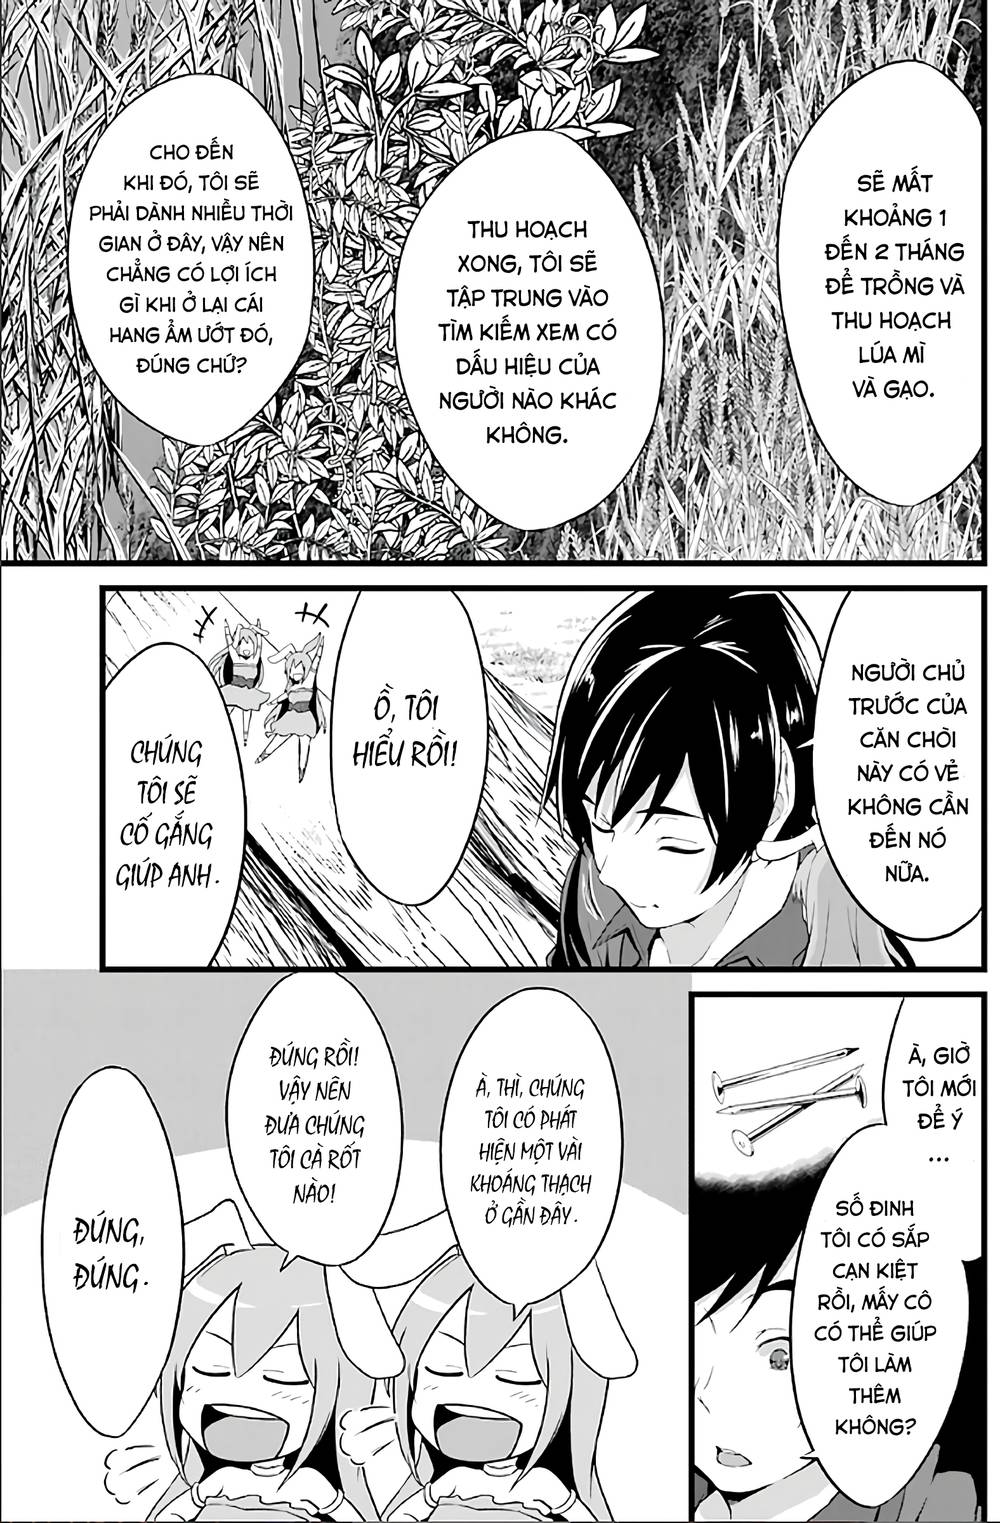 SẼ MẤT
KHOẢNG 1
ĐẾN 2 THÁNG
ĐỂ TRỒNG VÀ
THU HOẠCH
LÚA MÌ
VÀ GẠO.
THU HOẠCH
XONG, TÔI SẼ
TẬP TRUNG VÀO
TÌM KIẾM XEM CÓ
DẤU HIỆU CỦA
NGƯỜI NÀO KHÁC
KHÔNG.
CHO ĐẾN
KHI ĐÓ, TÔI SẼ
PHẢI DÀNH NHIỀU THỜI
GIAN Ở ĐÂY, VẬY NÊN
CHẲNG CÓ LỢI ÍCH
GÌ KHI Ở LẠI CÁI
HANG ẨM ƯỚT ĐÓ,
ĐÚNG CHỨ?
NGƯỜI CHỦ
TRƯỚC CỦA
CĂN CHÒI
NÀY CÓ VẺ
KHÔNG CẦN
ĐẾN NÓ
NỮA.
Ồ, TÔI
HIỂU RỒI!
CHÚNG
TÔI SẼ
CỐ GẮNG
GIÚP ANH.
À, GIỜ
TÔI MỚI
ĐỂ Ý
...
SỐ ĐINH
TÔI CÓ SẮP
CẠN KIỆT
RỒI, MẤY CÔ
CÓ THỂ GIÚP
TÔI LÀM
THÊM
KHÔNG?
À, THÌ, CHÚNG
TÔI CÓ PHÁT
HIỆN MỘT VÀI
KHOÁNG THẠCH
Ở GẦN ĐÂY.
ĐÚNG RỒI!
VẬY NÊN
ĐƯA CHÚNG
TÔI CÀ RỐT
NÀO!
ĐÚNG,
ĐÚNG.